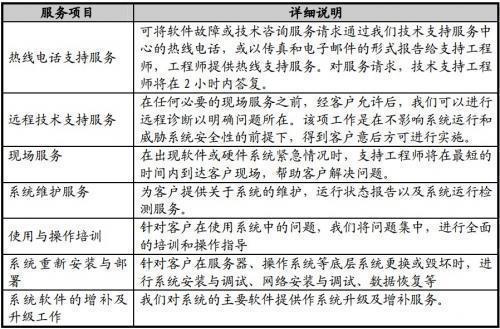 服务项目
详细说明
热线电话支持服务
可将软件故障或技术咨询服务请求通过我们技术支持服务中
心的热线电话，或以传真和电子邮件的形式报告给支持工程
师，工程师提供热线支持服务。对服务请求，技术支持工程
师将在2小时内答复。
远程技术支持服务
在任何必要的现场服务之前，经客户允许后，我们可以进行
远程诊断以明确问题所在。该项工作是在不影响系统运行和
威胁系统安全性的前提下，得到客户意后方可进行实施。
现场服务
在出现软件或硬件系统紧急情况时，支持工程师将在最短的
时间内到达客户现场，帮助客户解决问题。
系统维护服务
为客户提供关于系统的维护，运行状态报告以及系统运行检
测服务。
使用与操作培训
针对客户在使用系统中的问题，我们将问题集中，进行全面
的培训和操作指导
系统重新安装与部
署
针对客户在服务器、操作系统等底层系统更换或毁坏时，进
行系统安装与调试、网络安装与调试、数据恢复等
系统软件的增补及
升级工作
我们对系统的主要软件提供作系统升级及增补服务。